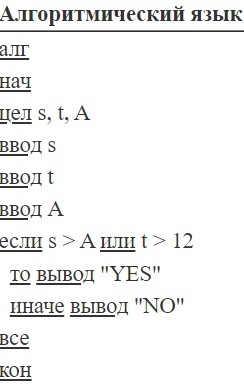 Алгоритмический язык
алг
нач
цел s, t, A
ввод s
ввод t
ввод A
если s > A или t > 12
то вывод "YES"
иначе вывод "NO"
все
кон